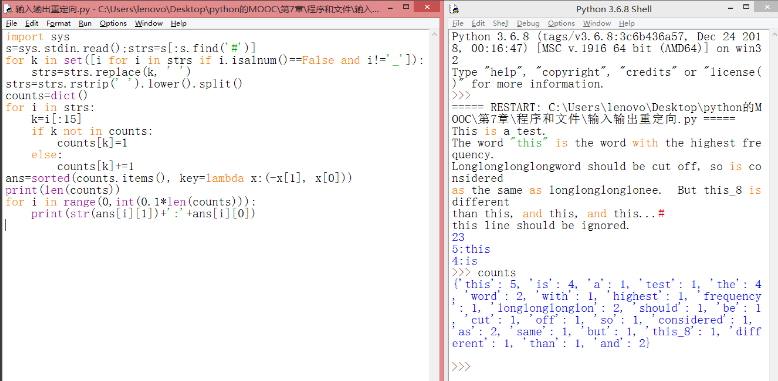 输入输出重定向.py - C:\Users\lenovo\Desktop\python的MOOC\第7章\程序和文件\输入...
File Edit Format Run Options Window Help
import sys
s=sys.stdin.read();strs=s[:s.find('#')]
for k in set([i for i in strs if i.isalnum()==False and i!='_']):
    strs=strs.replace(k, ' ')
strs=strs.rstrip(' ').lower().split()
counts=dict()
for i in strs:
    k=i[:15]
    if k not in counts:
        counts[k]=1
    else:
        counts[k]+=1
ans=sorted(counts.items(), key=lambda x:(-x[1], x[0]))
print(len(counts))
for i in range(0,int(0.1*len(counts))):
    print(str(ans[i][1])+':'+ans[i][0])
Python 3.6.8 Shell
File Edit Shell Debug Options Window Help
Python 3.6.8 (tags/v3.6.8:3c6b436a57, Dec 24 201
8, 00:16:47) [MSC v.1916 64 bit (AMD64)] on win3
2
Type "help", "copyright", "credits" or "license(
)" for more information.
>>>
===== RESTART: C:\Users\lenovo\Desktop\python的M
OOC\第7章\程序和文件\输入输出重定向.py =====
This is a test.
The word "this" is the word with the highest fre
quency.
Longlonglonglongword should be cut off, so is co
nsidered
as the same as longlonglonglonee.  But this_8 is
different
than this, and this, and this...#
this line should be ignored.
23
5:this
4:is
>>> counts
{'this': 5, 'is': 4, 'a': 1, 'test': 1, 'the': 4
, 'word': 2, 'with': 1, 'highest': 1, 'frequency
': 1, 'longlonglonglon': 2, 'should': 1, 'be': 1
, 'cut': 1, 'off': 1, 'so': 1, 'considered': 1,
'as': 2, 'same': 1, 'but': 1, 'this_8': 1, 'diff
erent': 1, 'than': 1, 'and': 2}
>>>